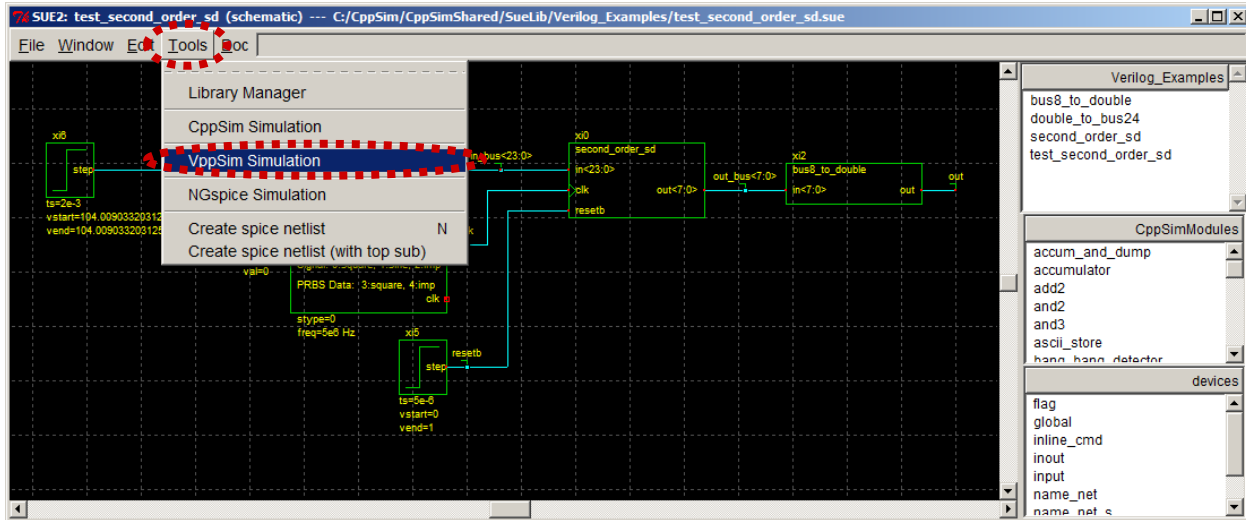 SUE2: test_second_order_sd (schematic) --- C:/CppSim/CppSimShared/SueLib/Verilog_Examples/test_second_order_sd.sue
File Window Edit Tools Doc
Library Manager
CppSim Simulation
VppSim Simulation
NGspice Simulation
Create spice netlist N
Create spice netlist (with top sub)
xi6
step
ts=2e-3
vstart=104.00903320312
vend=104.009033203125
in_bus<23:0>
xi0
second_order_sd
in<23:0>
clk
resetb
out<7:0>
out_bus<7:0>
xi2
bus8_to_double
in<7:0>
out
out
val=0
PRBS Data: 3:square, 4:imp
clk
stype=0
freq=5e6 Hz
xi5
step
resetb
ts=5e-6
vstart=0
vend=1
Verilog_Examples
bus8_to_double
double_to_bus24
second_order_sd
test_second_order_sd
CppSimModules
accum_and_dump
accumulator
add2
and2
and3
ascii_store
bang_bang_detector
devices
flag
global
inline_cmd
inout
input
name_net
name_net_s